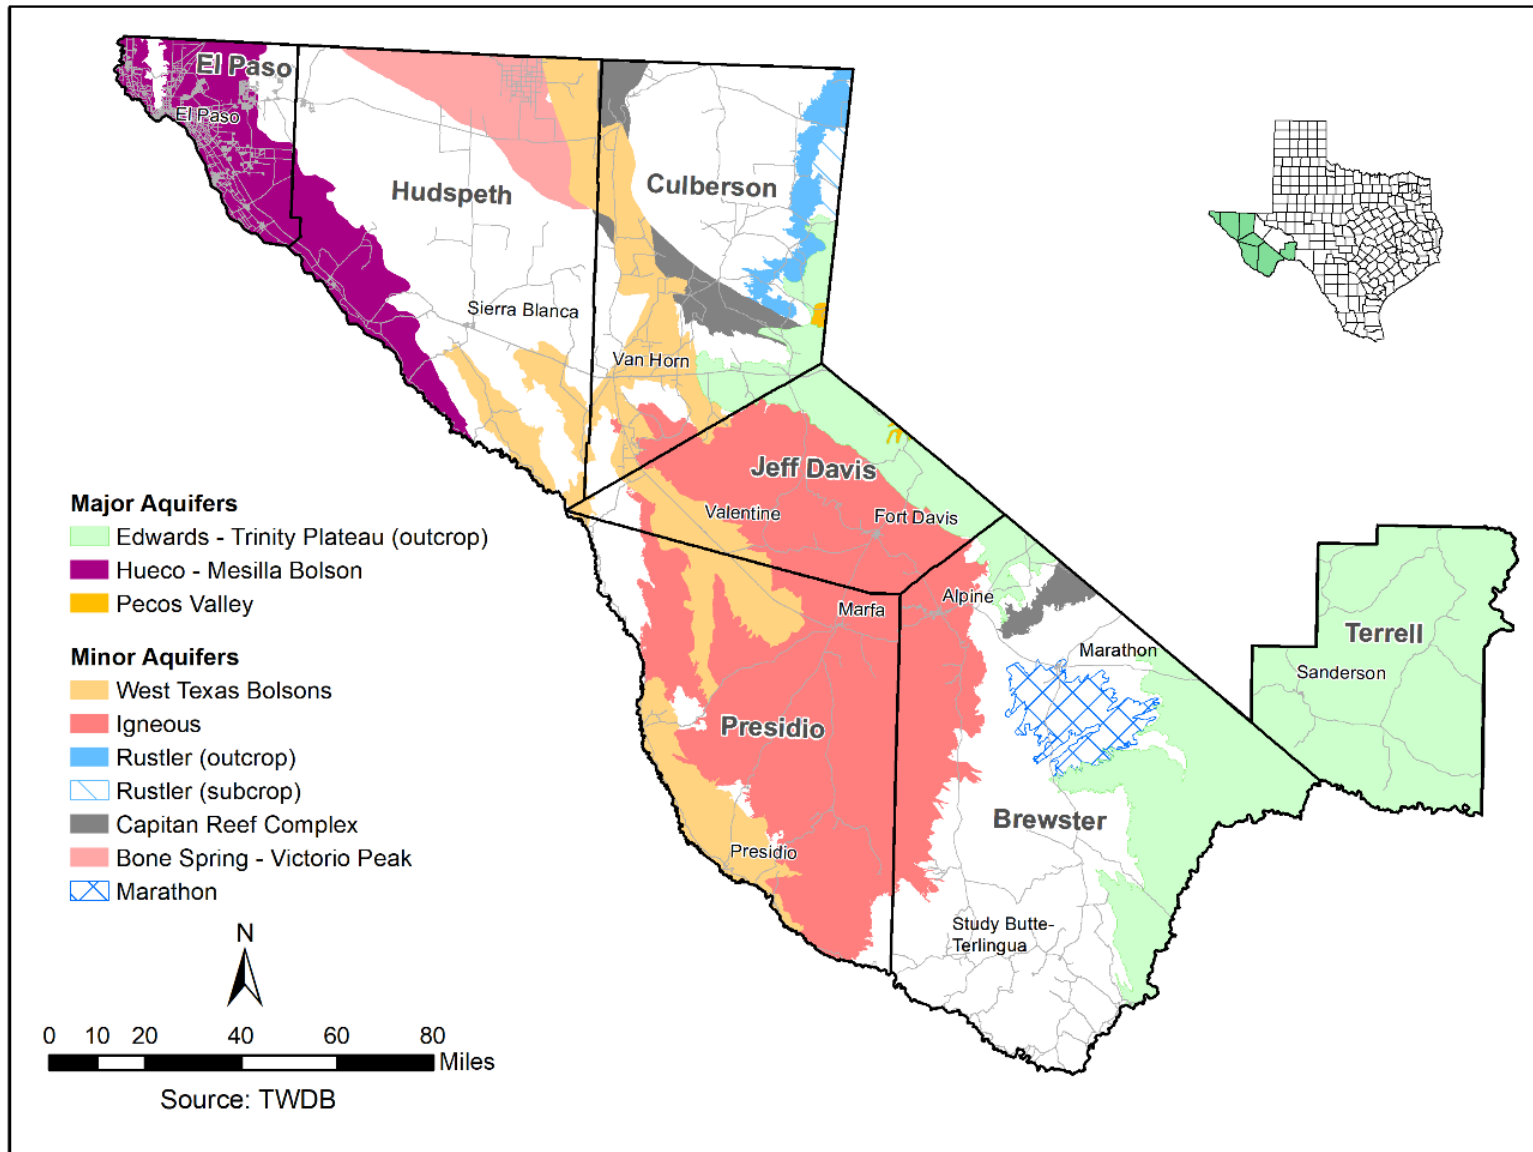 El Paso
El Paso
Hudspeth
Culberson
Sierra Blanca
Van Horn
Jeff Davis
Valentine
Fort Davis
Alpine
Marfa
Marathon
Terrell
Sanderson
Presidio
Brewster
Presidio
Study Butte-
Terlingua
Major Aquifers
Edwards - Trinity Plateau (outcrop)
Hueco - Mesilla Bolson
Pecos Valley
Minor Aquifers
West Texas Bolsons
Igneous
Rustler (outcrop)
Rustler (subcrop)
Capitan Reef Complex
Bone Spring - Victorio Peak
Marathon
N
0 10 20 40 60 80
Miles
Source: TWDB